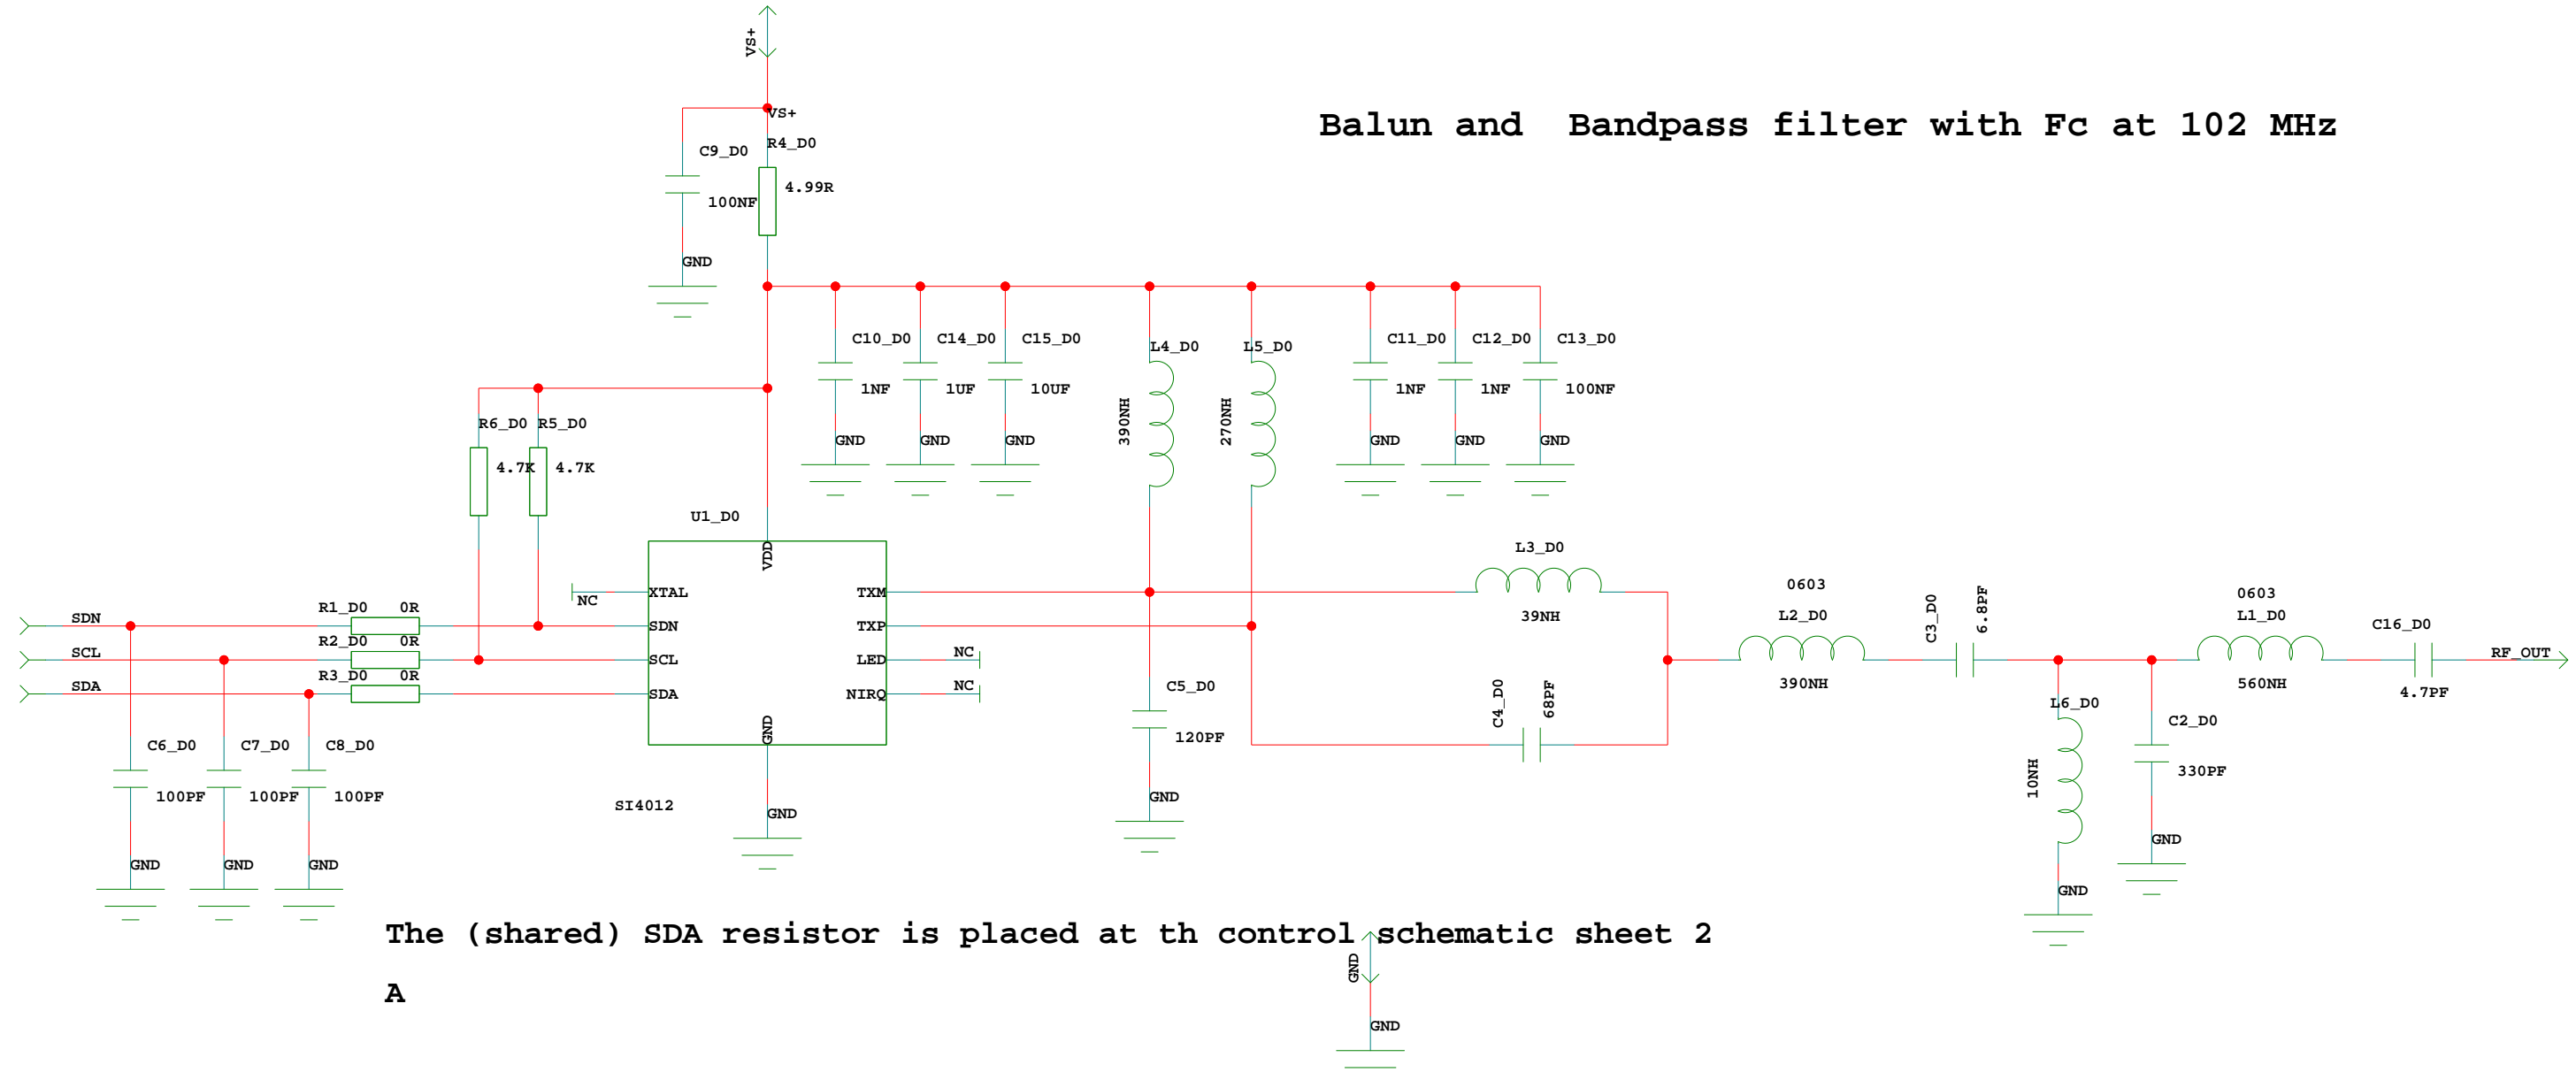 VS+
VS+
Balun and  Bandpass filter with Fc at 102 MHz
R4_D0
C9_D0
4.99R
100NF
GND
C10_D0
C14_D0
C15_D0
L4_D0
L5_D0
C11_D0
C12_D0
C13_D0
1NF
1UF
10UF
390NH
270NH
1NF
1NF
100NF
GND
GND
GND
GND
GND
GND
R6_D0
R5_D0
4.7K
4.7K
U1_D0
VDD
XTAL
NC
SDN
SCL
SDA
TXM
TXP
LED
NIRQ
GND
NC
NC
SI4012
GND
SDN
SCL
SDA
R1_D0 0R
R2_D0 0R
R3_D0 0R
C6_D0
C7_D0
C8_D0
100PF
100PF
100PF
GND
GND
GND
C5_D0
120PF
GND
L3_D0
39NH
C4_D0
68PF
0603
L2_D0
390NH
C3_D0
6.8PF
0603
L1_D0
560NH
C16_D0
4.7PF
RF_OUT
L6_D0
10NH
GND
C2_D0
330PF
GND
The (shared) SDA resistor is placed at th control schematic sheet 2
A
GND
GND